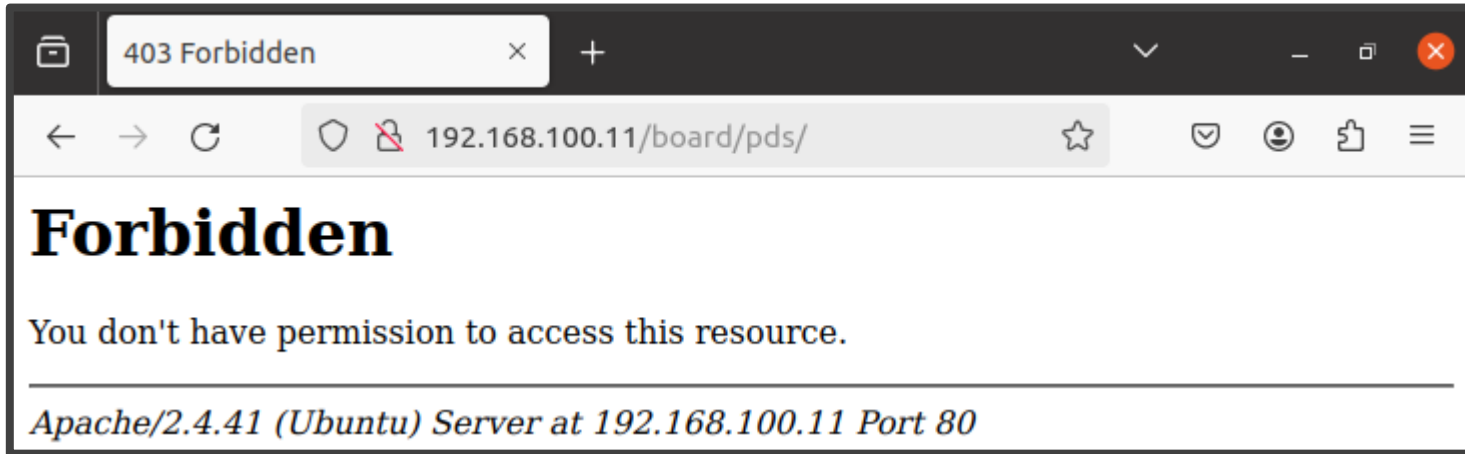 403 Forbidden
192.168.100.11/board/pds/
Forbidden
You don't have permission to access this resource.
Apache/2.4.41 (Ubuntu) Server at 192.168.100.11 Port 80